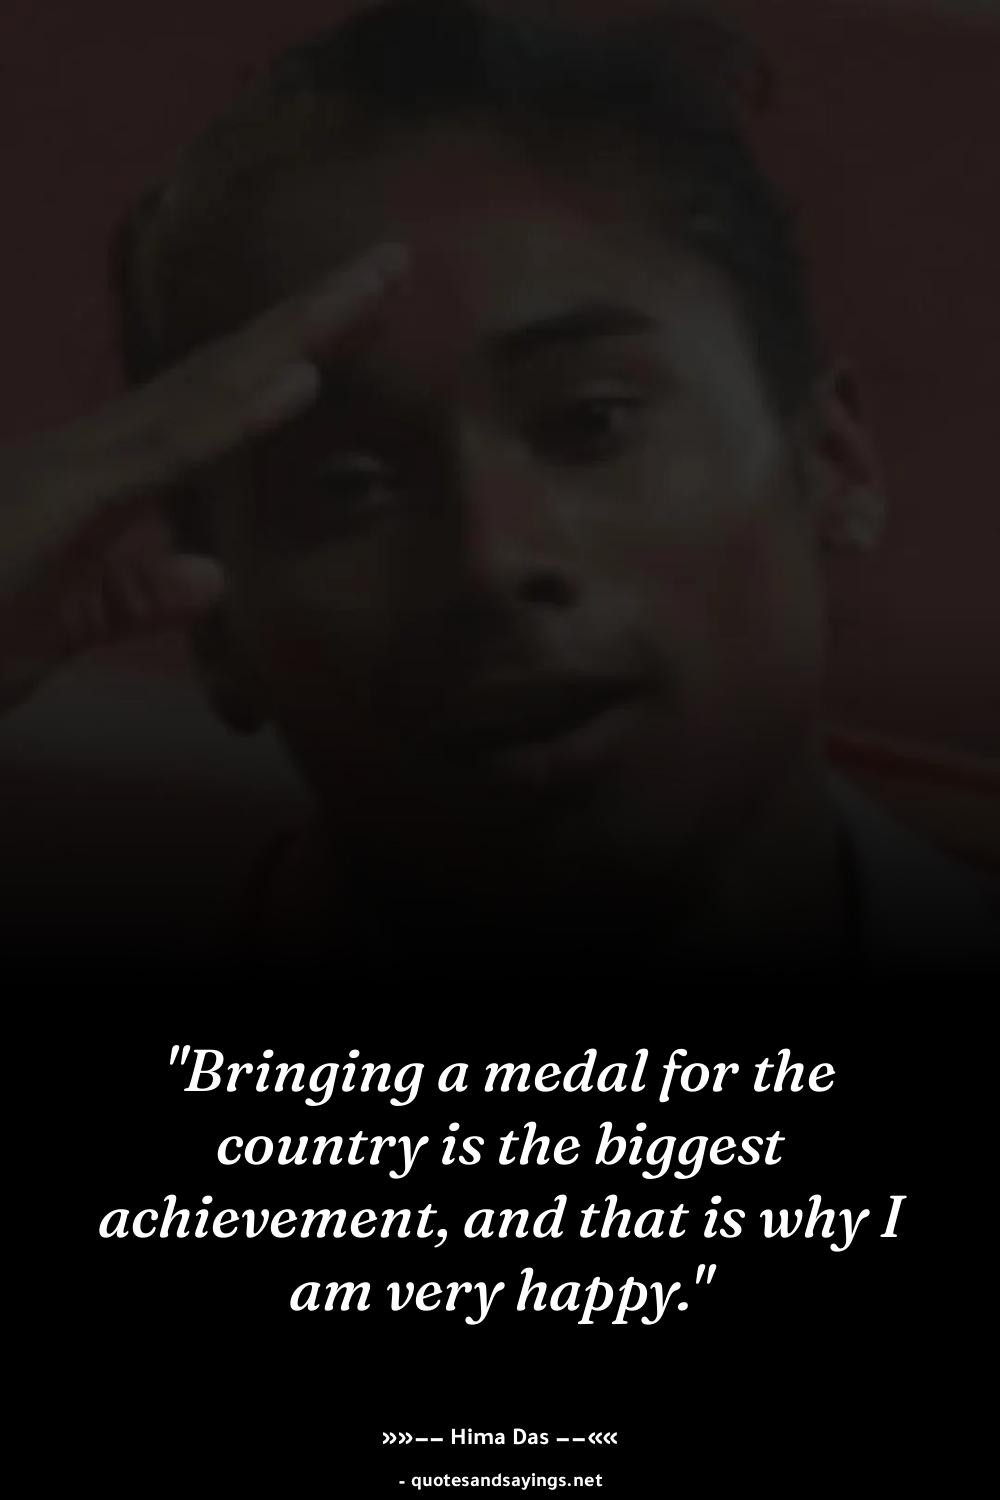 "Bringing a medal for the
country is the biggest
achievement, and that is why I
am very happy."
»»–– Hima Das ––««
- quotesandsayings.net